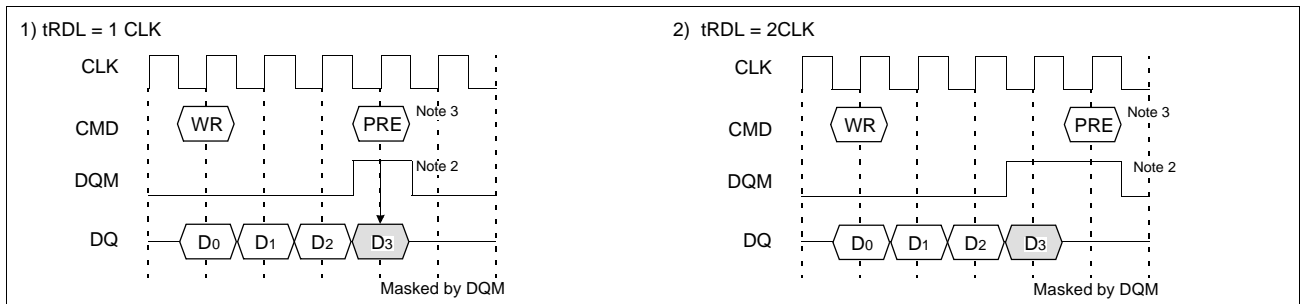 1) tRDL = 1 CLK
CLK
CMD
WR
PRE
Note 3
DQM
Note 2
DQ
D0
D1
D2
D3
Masked by DQM
2) tRDL = 2CLK
CLK
CMD
WR
PRE
Note 3
DQM
Note 2
DQ
D0
D1
D2
D3
Masked by DQM